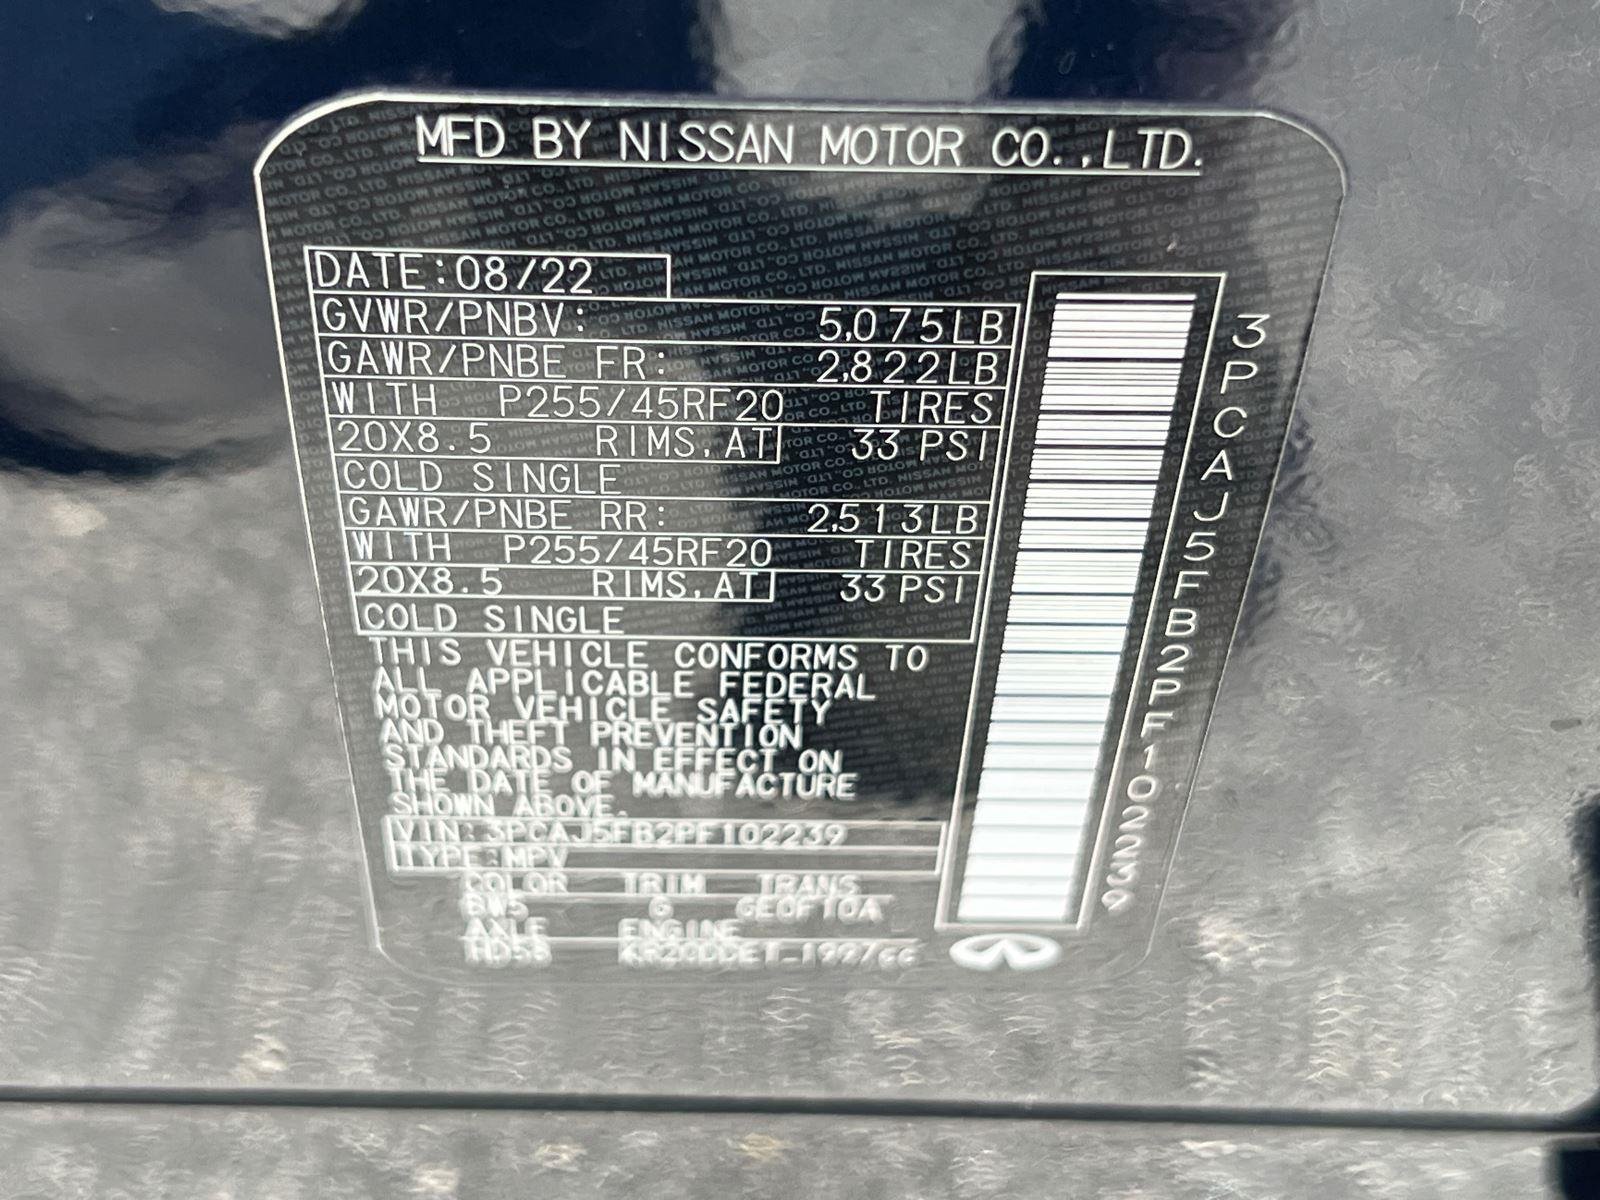 MFD BY NISSAN MOTOR CO.,LTD.
DATE:08/22
GVWR/PNBV: 5,075LB
GAWR/PNBE FR: 2,822LB
WITH P255/45RF20 TIRES
20X8.5 RIMS,AT 33 PSI
COLD SINGLE
GAWR/PNBE RR: 2,513LB
WITH P255/45RF20 TIRES
20X8.5 RIMS,AT 33 PSI
COLD SINGLE
THIS VEHICLE CONFORMS TO
ALL APPLICABLE FEDERAL
MOTOR VEHICLE SAFETY
AND THEFT PREVENTION
STANDARDS IN EFFECT ON
THE DATE OF MANUFACTURE
SHOWN ABOVE.
VIN:3PCAJ5FB2PF102239
TYPE:MPV
COLOR TRIM TRANS
G
AXLE ENGINE
3PCAJ5FB2PF102239